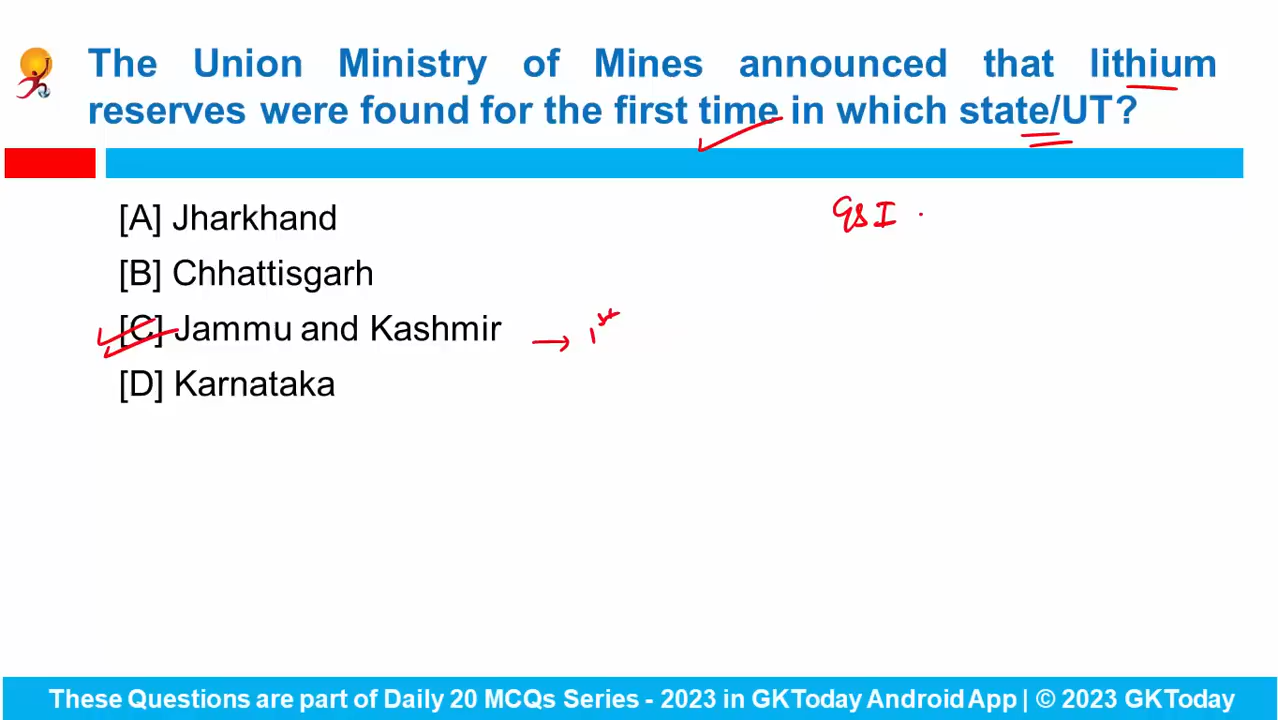 The Union Ministry of Mines announced that lithium
reserves were found for the first time in which state/UT?
[A] Jharkhand
GSI
[B] Chhattisgarh
[C] Jammu and Kashmir → 1st
[D] Karnataka
These Questions are part of Daily 20 MCQs Series - 2023 in GKToday Android App | © 2023 GKToday